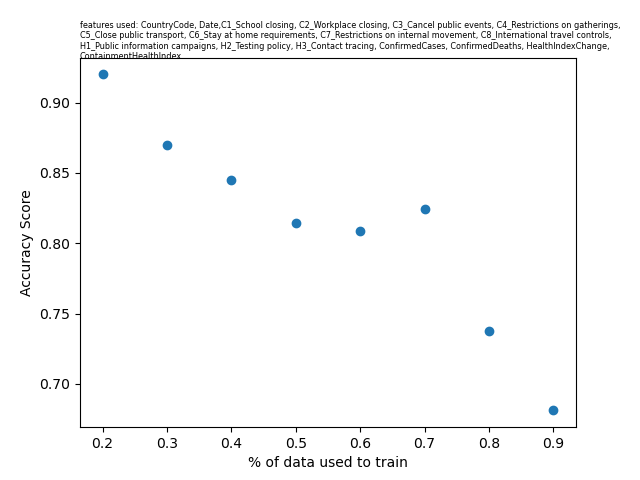 features used: CountryCode, Date,C1_School closing, C2_Workplace closing, C3_Cancel public events, C4_Restrictions on gatherings,
C5_Close public transport, C6_Stay at home requirements, C7_Restrictions on internal movement, C8_International travel controls,
H1_Public information campaigns, H2_Testing policy, H3_Contact tracing, ConfirmedCases, ConfirmedDeaths, HealthIndexChange,
ContainmentHealthIndex
0.90
0.85
0.80
0.75
0.70
Accuracy Score
0.2 0.3 0.4 0.5 0.6 0.7 0.8 0.9
% of data used to train